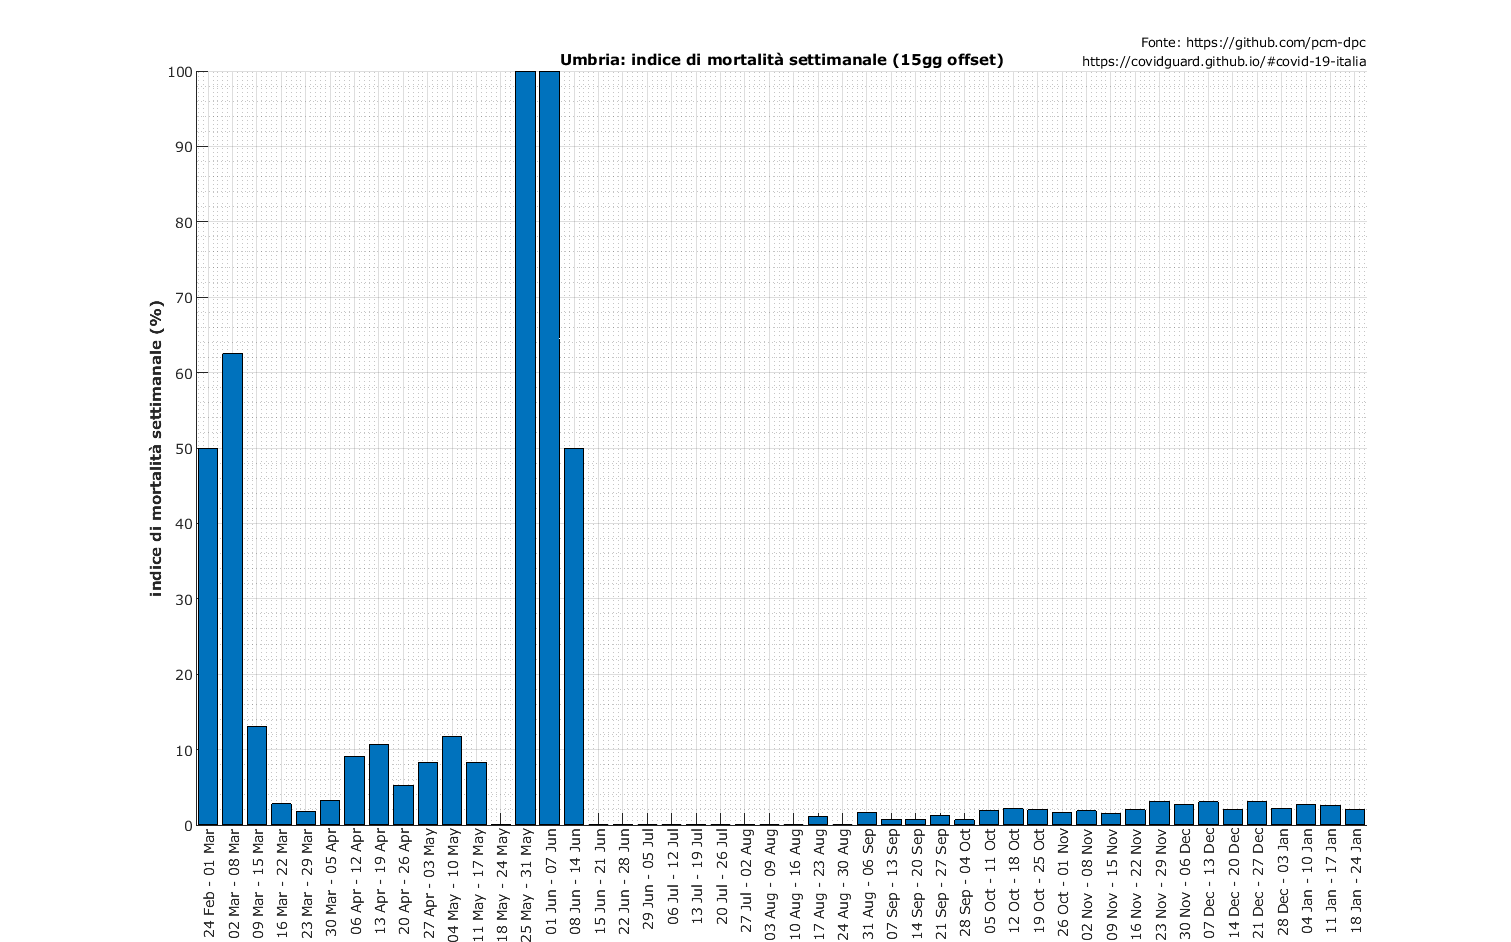 Fonte: https://github.com/pcm-dpc
Umbria: indice di mortalità settimanale (15gg offset)
https://covidguard.github.io/#covid-19-italia
indice di mortalità settimanale (%)
100
90
80
70
60
50
40
30
20
10
0
24 Feb - 01 Mar
02 Mar - 08 Mar
09 Mar - 15 Mar
16 Mar - 22 Mar
23 Mar - 29 Mar
30 Mar - 05 Apr
06 Apr - 12 Apr
13 Apr - 19 Apr
20 Apr - 26 Apr
27 Apr - 03 May
04 May - 10 May
11 May - 17 May
18 May - 24 May
25 May - 31 May
01 Jun - 07 Jun
08 Jun - 14 Jun
15 Jun - 21 Jun
22 Jun - 28 Jun
29 Jun - 05 Jul
06 Jul - 12 Jul
13 Jul - 19 Jul
20 Jul - 26 Jul
27 Jul - 02 Aug
03 Aug - 09 Aug
10 Aug - 16 Aug
17 Aug - 23 Aug
24 Aug - 30 Aug
31 Aug - 06 Sep
07 Sep - 13 Sep
14 Sep - 20 Sep
21 Sep - 27 Sep
28 Sep - 04 Oct
05 Oct - 11 Oct
12 Oct - 18 Oct
19 Oct - 25 Oct
26 Oct - 01 Nov
02 Nov - 08 Nov
09 Nov - 15 Nov
16 Nov - 22 Nov
23 Nov - 29 Nov
30 Nov - 06 Dec
07 Dec - 13 Dec
14 Dec - 20 Dec
21 Dec - 27 Dec
28 Dec - 03 Jan
04 Jan - 10 Jan
11 Jan - 17 Jan
18 Jan - 24 Jan